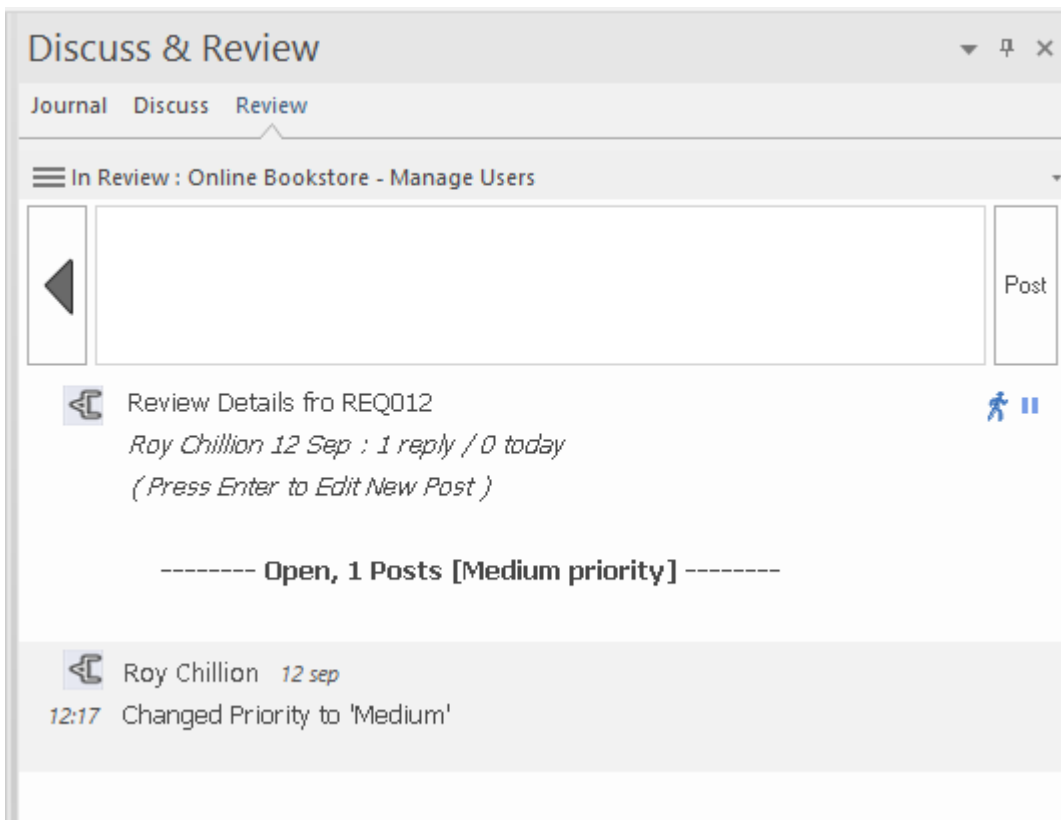 Discuss & Review
Journal Discuss Review
In Review : Online Bookstore - Manage Users
Post
Review Details fro REQ012
Roy Chillion 12 Sep : 1 reply / 0 today
( Press Enter to Edit New Post )
-------- Open, 1 Posts [Medium priority] --------
Roy Chillion 12 sep
12:17 Changed Priority to 'Medium'